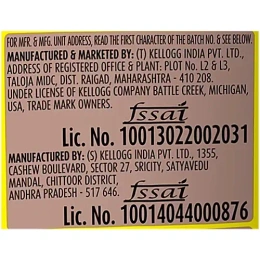 FOR MFR. & MFG. UNIT ADDRESS, READ THE FIRST CHARACTER OF THE BATCH NO. & SEE BELOW.
MANUFACTURED & MARKETED BY: (T) KELLOGG INDIA PVT. LTD.,
ADDRESS OF REGISTERED OFFICE & PLANT: PLOT No. L2 & L3,
TALOJA MIDC, DIST. RAIGAD, MAHARASHTRA - 410 208.
UNDER LICENSE OF KELLOGG COMPANY BATTLE CREEK, MICHIGAN,
USA, TRADE MARK OWNERS.
fssai
Lic. No. 10013022002031
MANUFACTURED BY: (S) KELLOGG INDIA PVT. LTD., 1355,
CASHEW BOULEVARD, SECTOR 27, SRICITY, SATYAVEDU
MANDAL, CHITTOOR DISTRICT,
ANDHRA PRADESH - 517 646.
fssai
Lic. No. 10014044000876